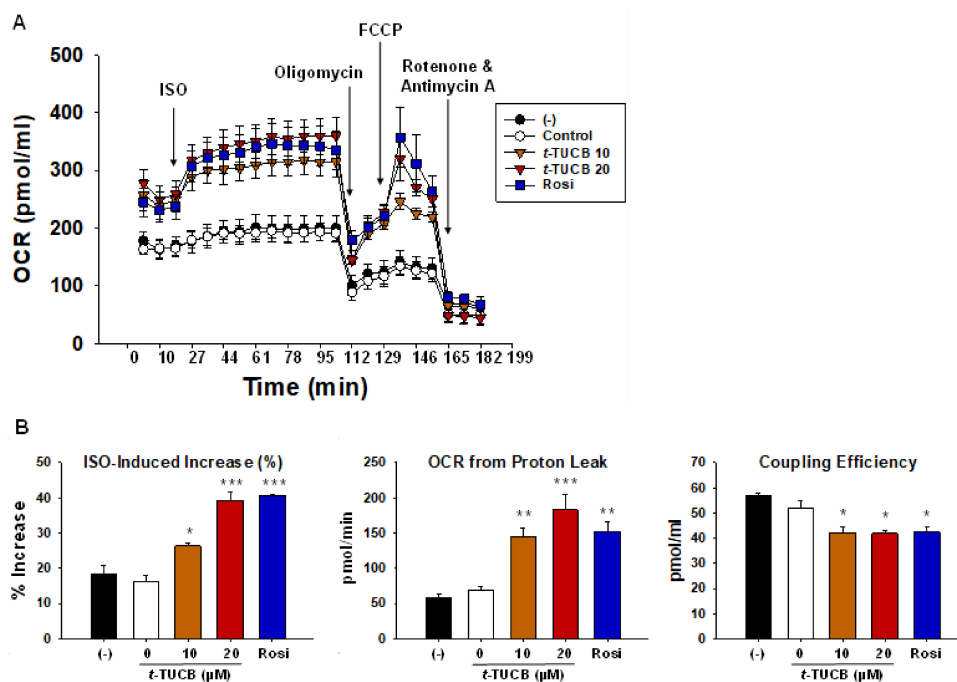 A
FCCP
500
Oligomycin
Rotenone &
Antimycin A
ISO
400
(-)
Control
t-TUCB 10
t-TUCB 20
Rosi
300
200
100
0
OCR (pmol/ml)
0 10 27 44 61 78 95 112 129 146 165 182 199
Time (min)
B
ISO-Induced Increase (%)
50
40
30
20
10
0
% Increase
*
***
***
(-) 0 10 20 Rosi
t-TUCB (µM)
OCR from Proton Leak
250
200
150
100
50
0
pmol/min
**
***
**
(-) 0 10 20 Rosi
t-TUCB (µM)
Coupling Efficiency
70
60
50
40
30
20
10
0
pmol/ml
*
*
*
(-) 0 10 20 Rosi
t-TUCB (µM)